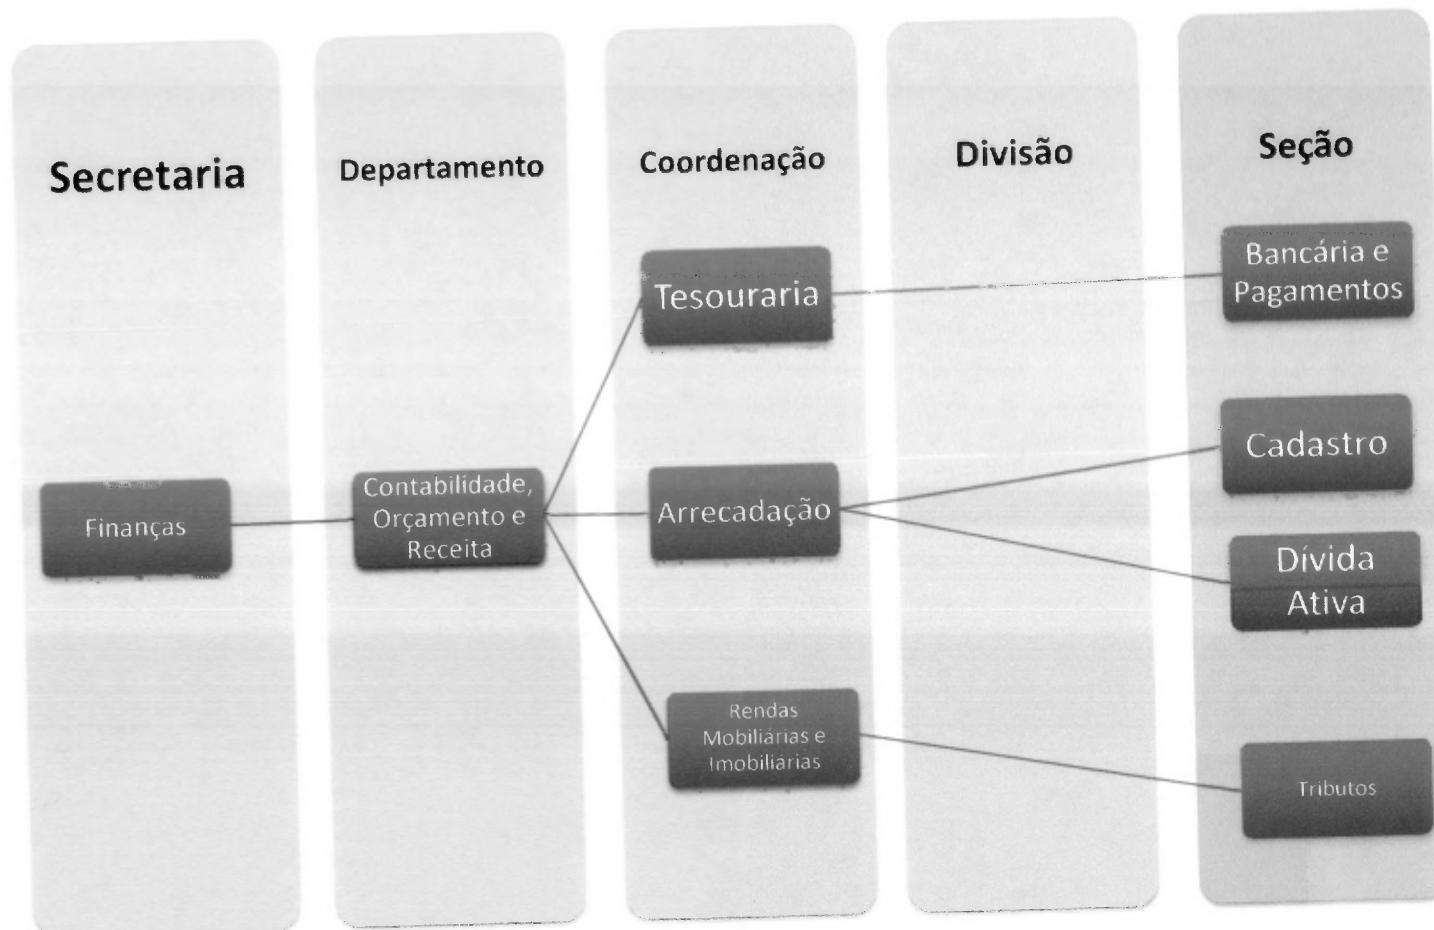 Secretaria
Departamento
Coordenação
Divisão
Seção
Finanças
Contabilidade,
Orçamento e
Receita
Tesouraria
Arrecadação
Rendas
Mobiliárias e
Imobiliárias
Bancária e
Pagamentos
Cadastro
Dívida
Ativa
Tributos